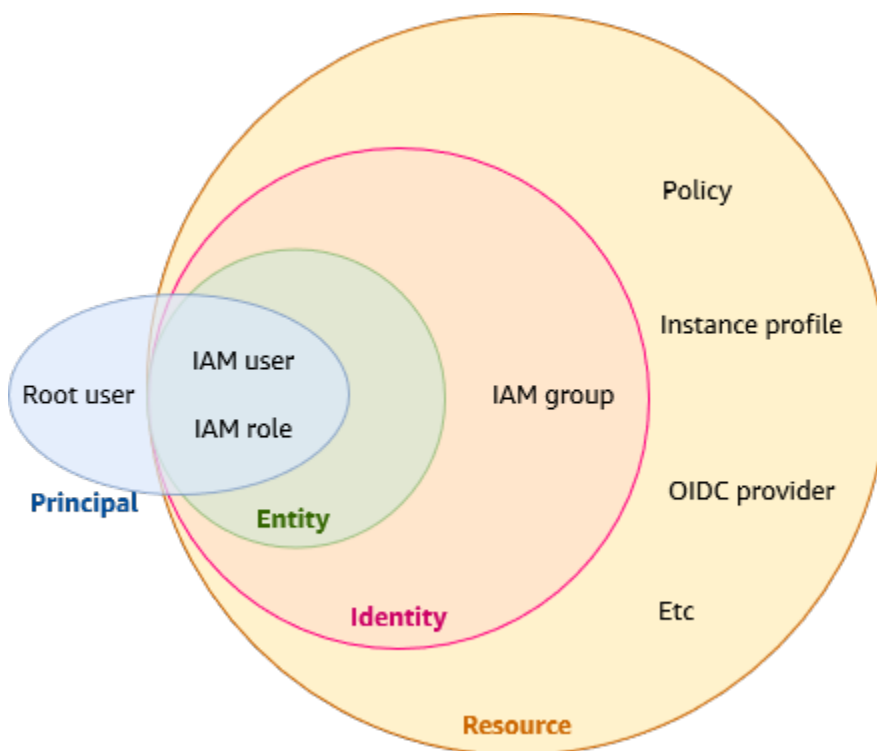 Policy
Instance profile
IAM user
Root user
IAM group
IAM role
OIDC provider
Principal
Entity
Etc
Identity
Resource